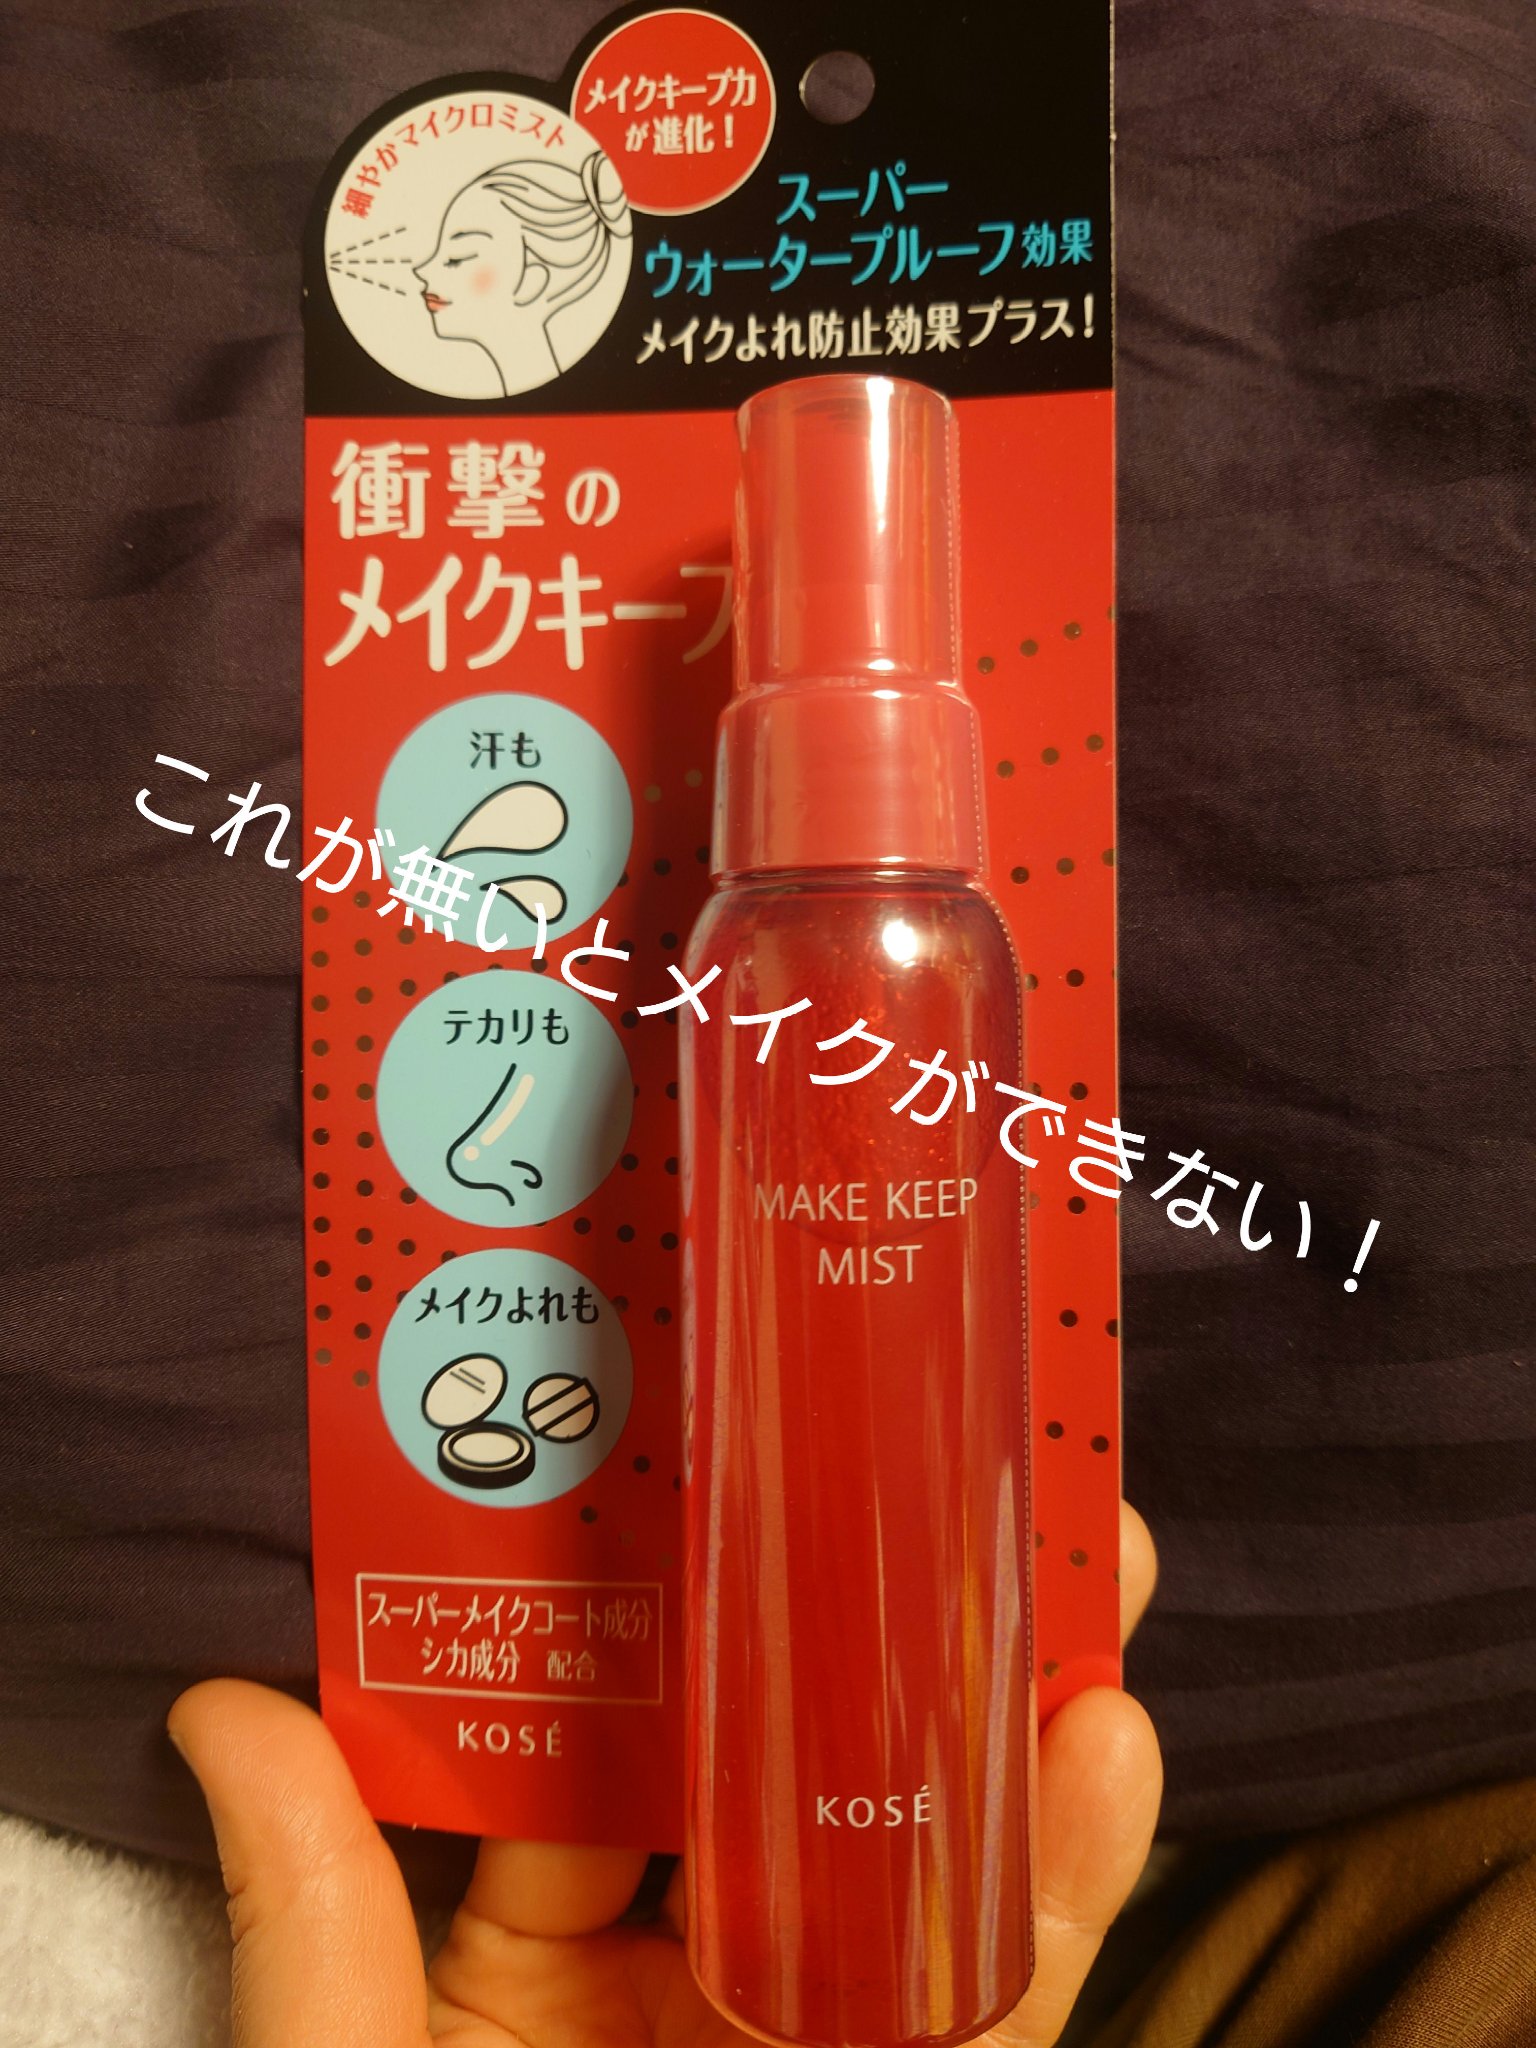 メイクキープ力
が進化！
細やかマイクロミスト
スーパー
ウォータープルーフ効果
メイクよれ防止効果プラス！
衝撃の
メイクキープ
汗も
これが無いとメイクができない！
テカリも
メイクよれも
MAKE KEEP
MIST
スーパーメイクコート成分
シカ成分 配合
KOSÉ
KOSÉ